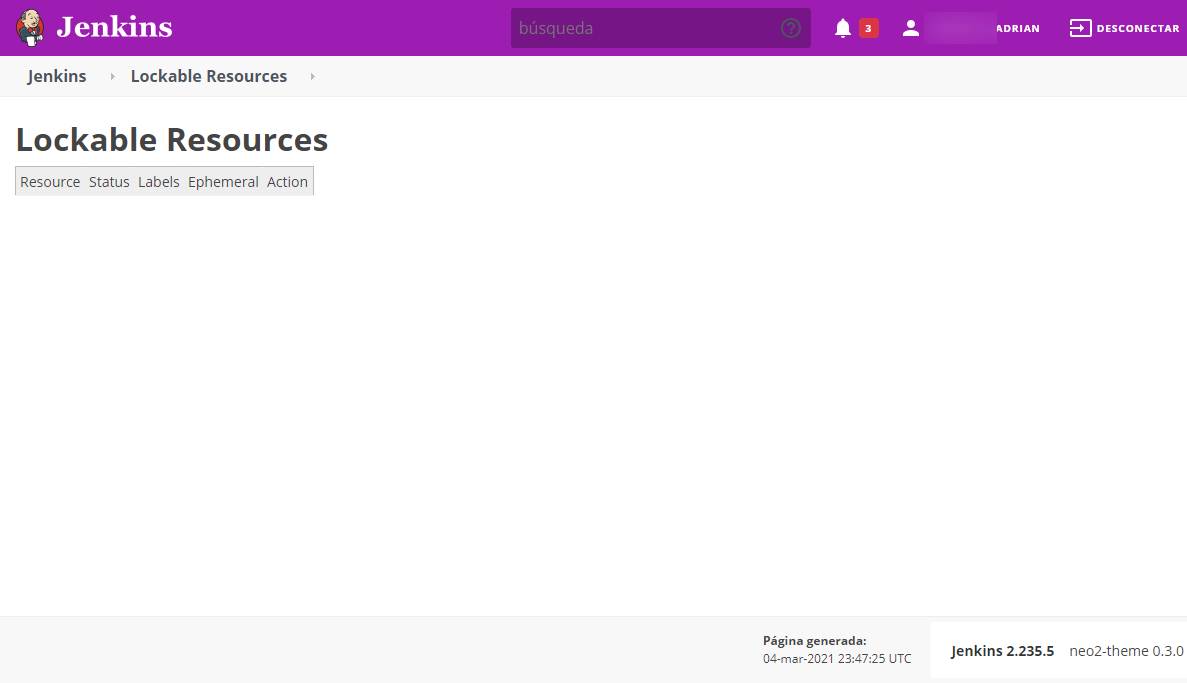 Jenkins búsqueda 3 ADRIAN DESCONECTAR
Jenkins Lockable Resources
Lockable Resources
Resource Status Labels Ephemeral Action
Página generada:
04-mar-2021 23:47:25 UTC
Jenkins 2.235.5 neo2-theme 0.3.0